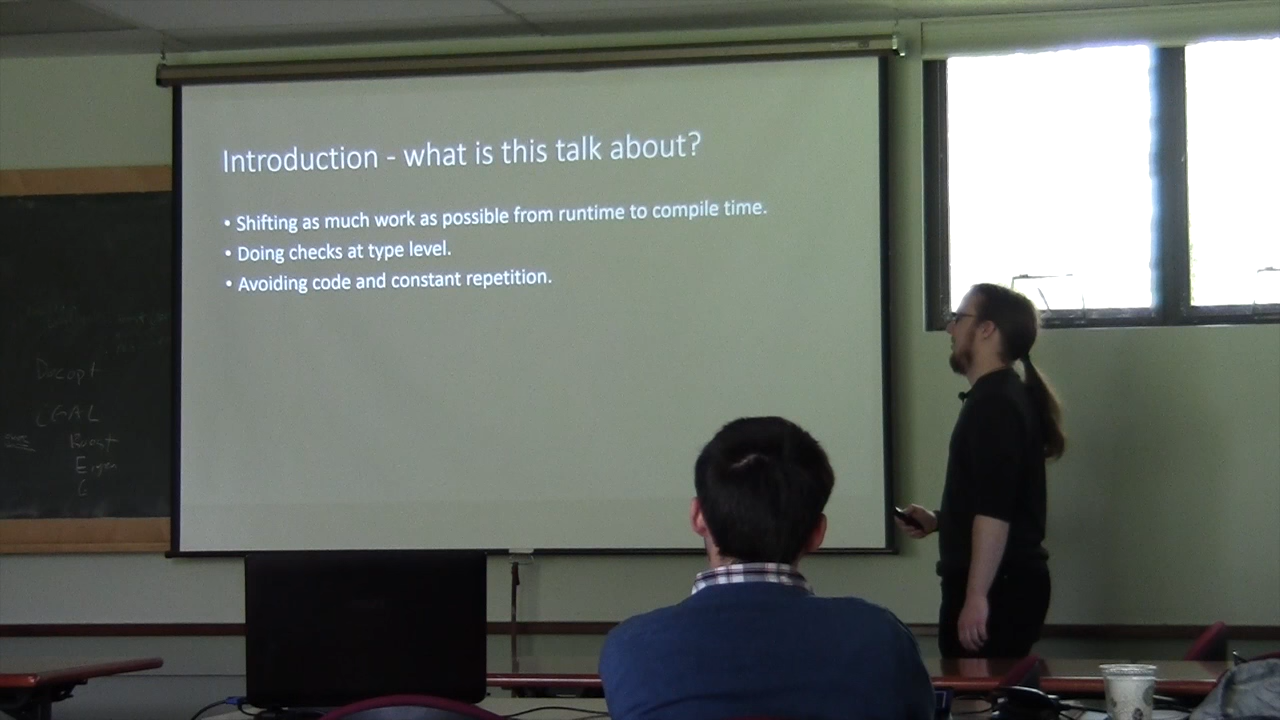 Introduction - what is this talk about?
• Shifting as much work as possible from runtime to compile time.
• Doing checks at type level.
• Avoiding code and constant repetition.
Docopt
CGAL
Eigen